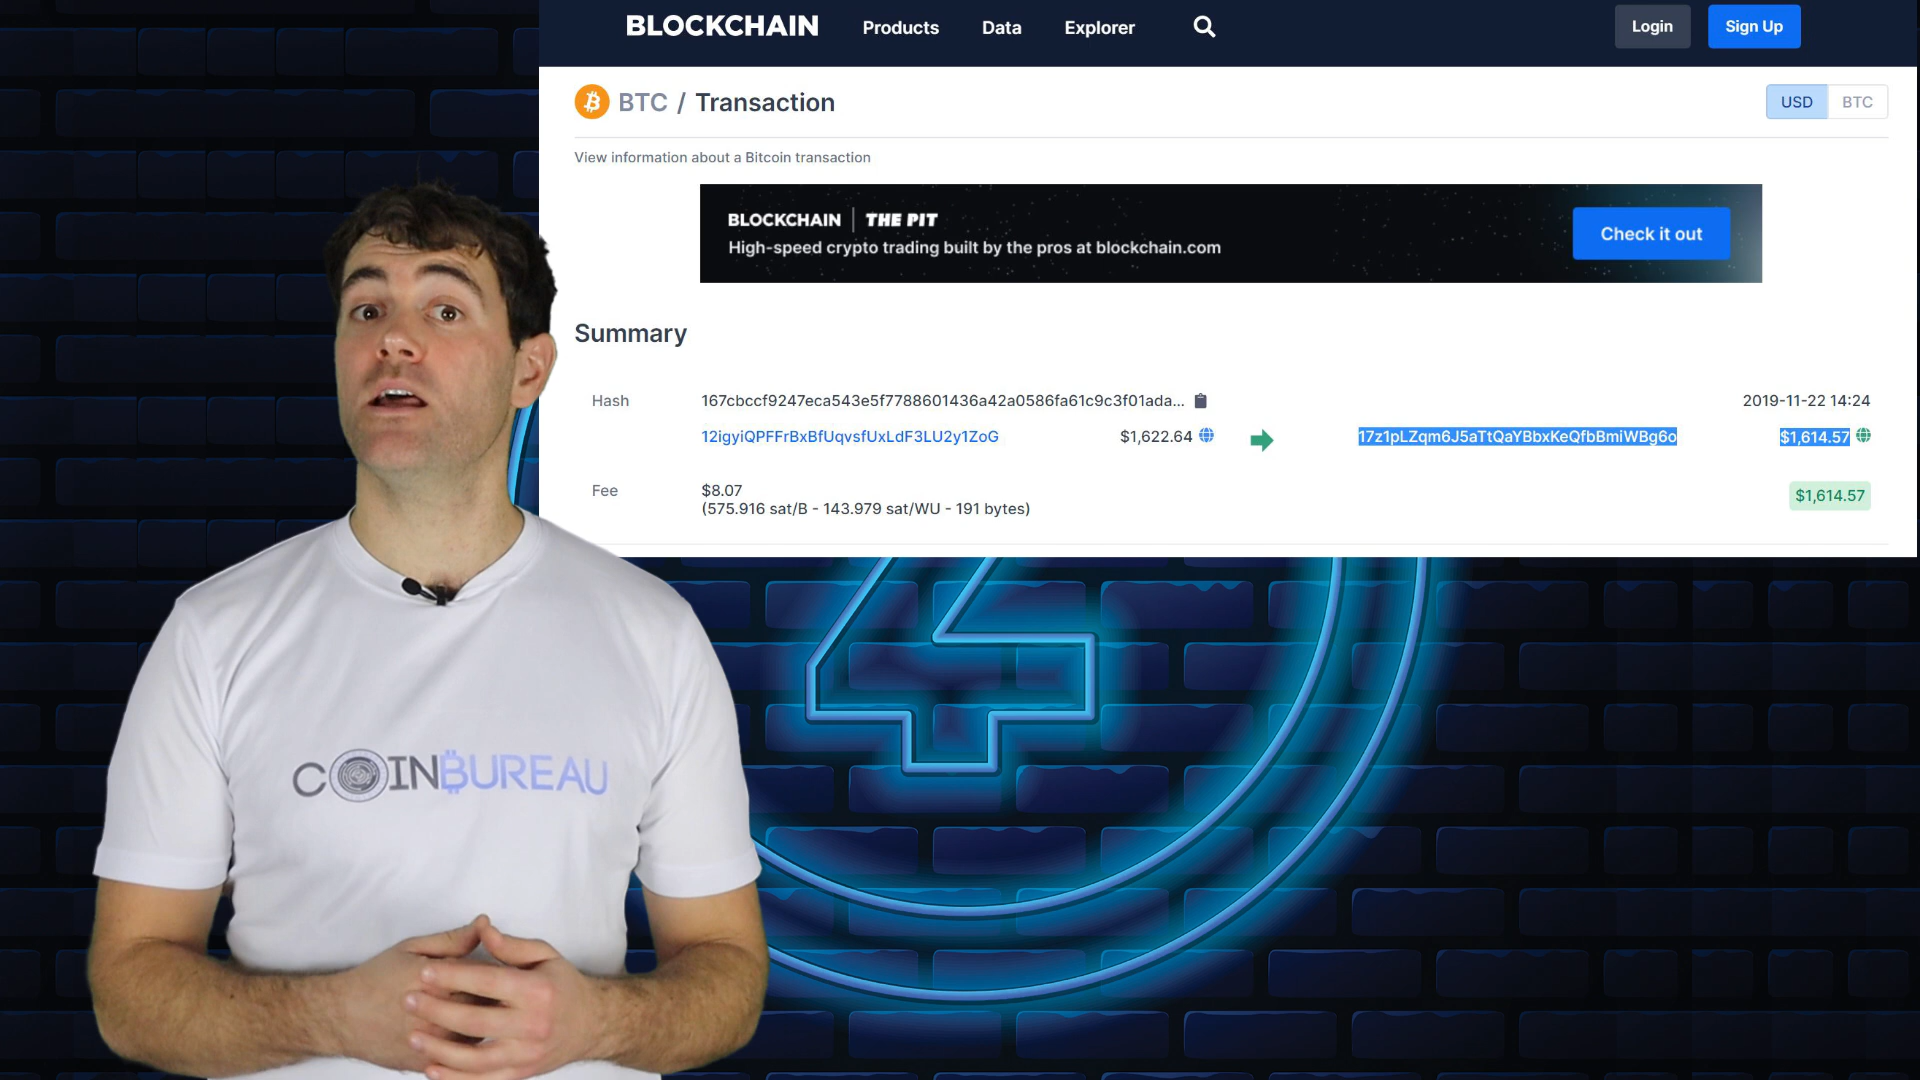 BLOCKCHAIN Products Data Explorer Login Sign Up
BTC / Transaction USD BTC
View information about a Bitcoin transaction
BLOCKCHAIN | THE PIT
High-speed crypto trading built by the pros at blockchain.com
Check it out
Summary
Hash 167cbccf9247eca543e5f7788601436a42a0586fa61c9c3f01ada... 2019-11-22 14:24
12igyiQPFFrBxBfUqvsfUxLdF3LU2y1ZoG $1,622.64 17z1pLZqm6J5aTtQaYBbxKeQfbBmiWBg6o $1,614.57
Fee $8.07 $1,614.57
(575.916 sat/B - 143.979 sat/WU - 191 bytes)
COINBUREAU